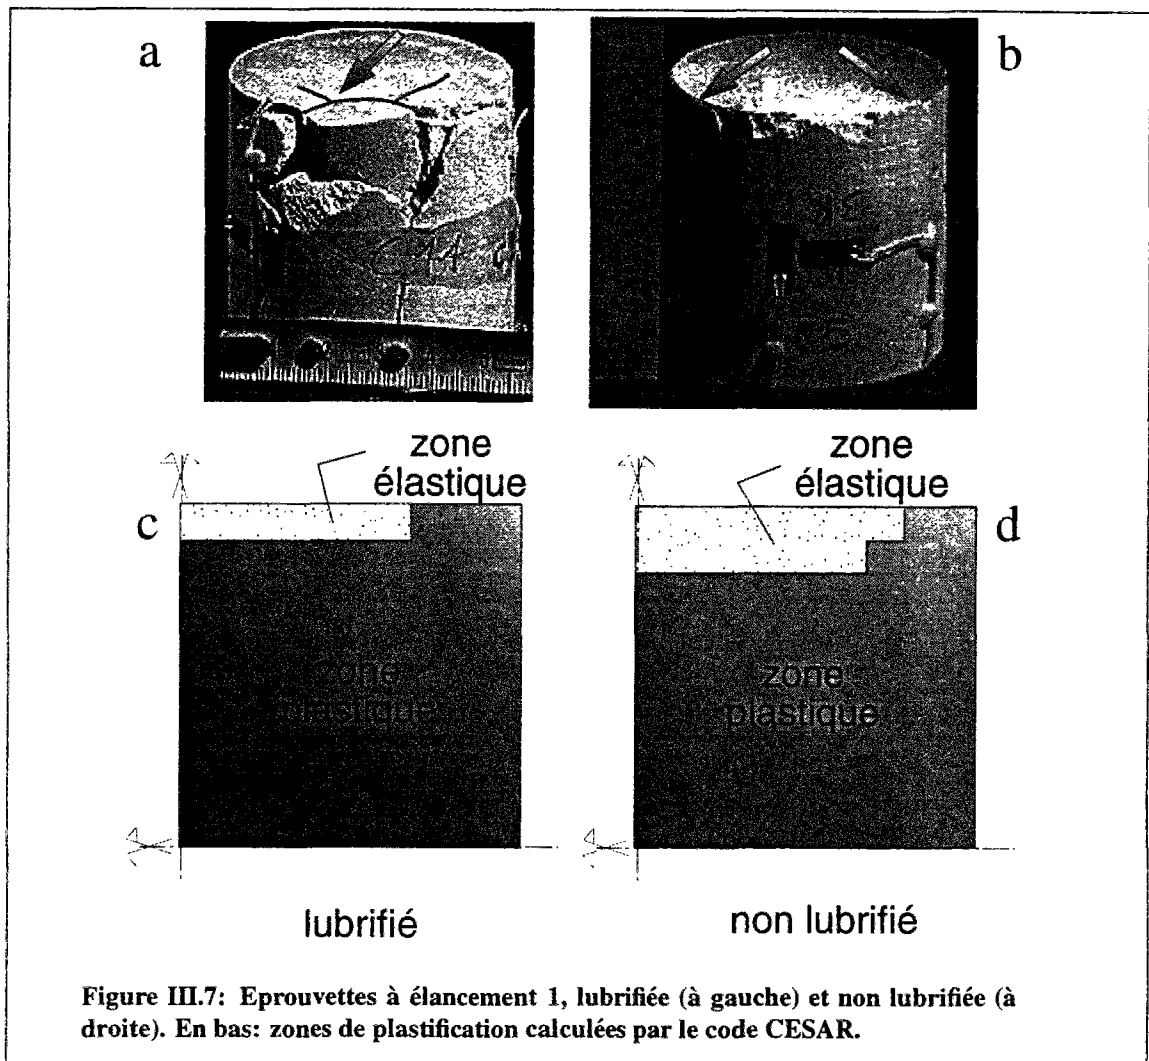 a
b
zone
élastique
zone
élastique
c
d
zone
plastique
zone
plastique
lubrifié
non lubrifié
Figure III.7: Eprouvettes à élancement 1, lubrifiée (à gauche) et non lubrifiée (à
droite). En bas: zones de plastification calculées par le code CESAR.